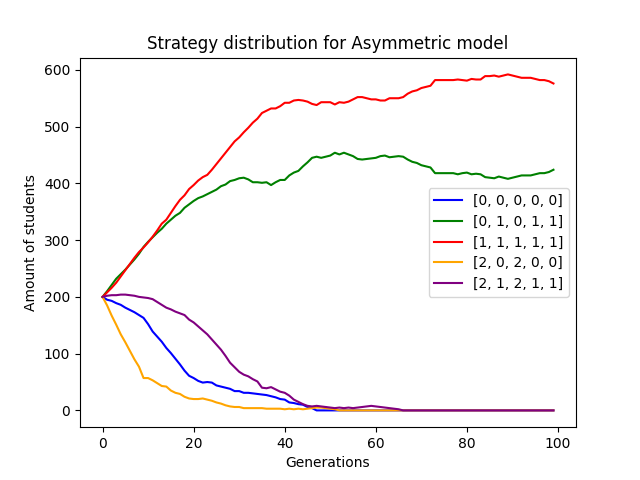 Strategy distribution for Asymmetric model
Amount of students
600
500
400
300
200
100
0
[0, 0, 0, 0, 0]
[0, 1, 0, 1, 1]
[1, 1, 1, 1, 1]
[2, 0, 2, 0, 0]
[2, 1, 2, 1, 1]
0 20 40 60 80 100
Generations